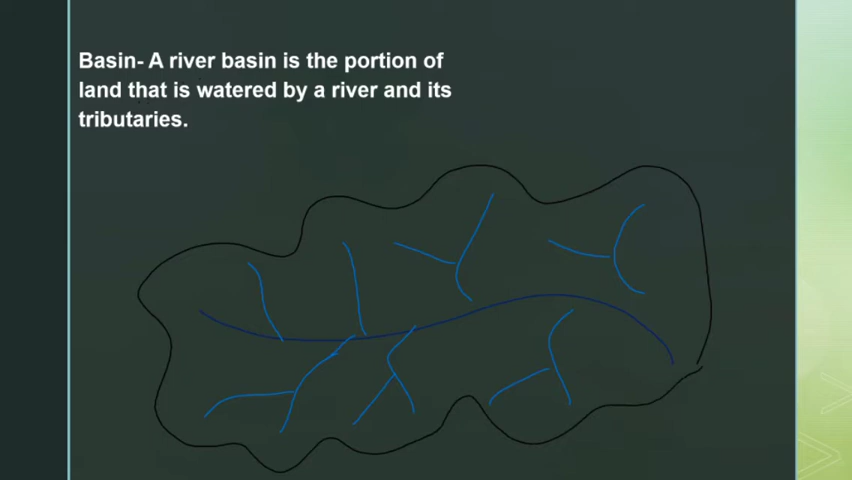 Basin- A river basin is the portion of
land that is watered by a river and its
tributaries.